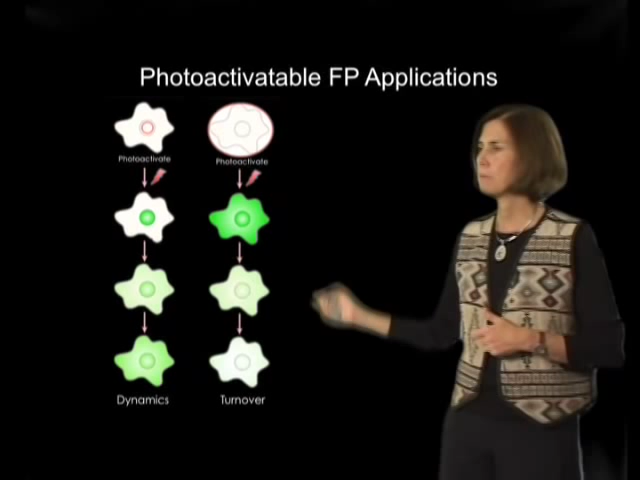 Photoactivatable FP Applications
Photoactivate
Photoactivate
Dynamics
Turnover